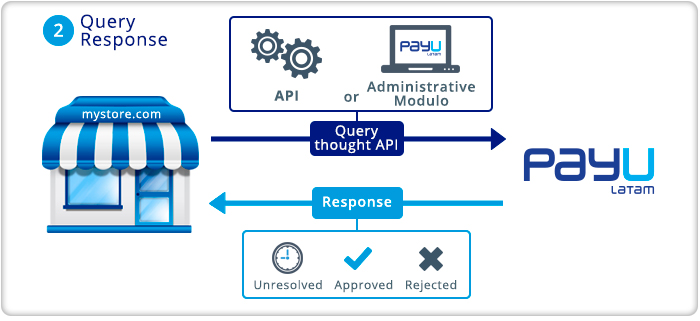 2
Query
Response
PayU
LATAM
API
or
Administrative
Modulo
mystore.com
Query
thought API
PayU
LATAM
Response
Unresolved
Approved
Rejected